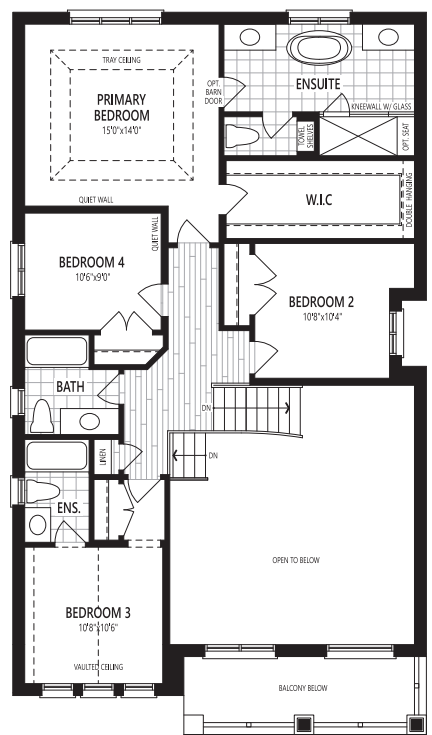 TRAY CEILING
PRIMARY
BEDROOM
15'0"x14'0"
OPT.
BARN
DOOR
ENSUITE
KNEEWALL W/ GLASS
TOWEL
SHELVES
OPT. SEAT
QUIET WALL
W.I.C
DOUBLE HANGING
QUIET WALL
BEDROOM 4
10'6"x9'0"
BEDROOM 2
10'8"x10'4"
BATH
DN
LINEN
DN
ENS.
OPEN TO BELOW
BEDROOM 3
10'8"x10'6"
VAULTED CEILING
BALCONY BELOW